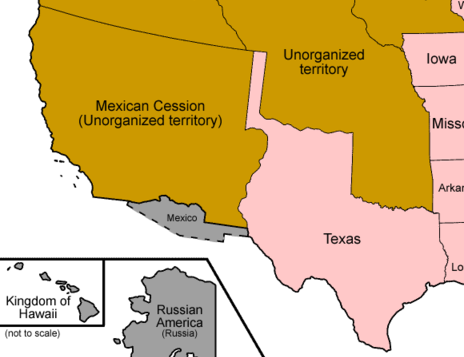 Unorganized
territory
Iowa
Mexican Cession
(Unorganized territory)
Misso
Arkan
Mexico
Texas
Lo
Kingdom of
Hawaii
(not to scale)
Russian
America
(Russia)